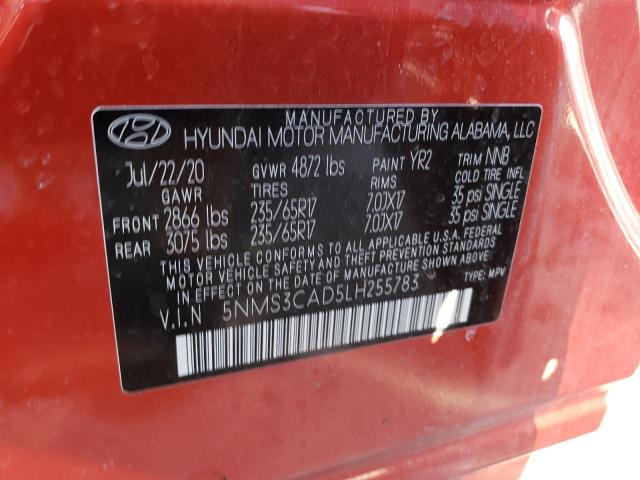 MANUFACTURED BY
HYUNDAI MOTOR MANUFACTURING ALABAMA, LLC
Jul/22/20 GVWR 4872 lbs PAINT YR2 TRIM NNB
GAWR TIRES RIMS COLD TIRE INFL
FRONT 2866 lbs 235/65R17 7.0JX17 35 psi SINGLE
REAR 3075 lbs 235/65R17 7.0JX17 35 psi SINGLE
THIS VEHICLE CONFORMS TO ALL APPLICABLE U.S.A. FEDERAL
MOTOR VEHICLE SAFETY AND THEFT PREVENTION STANDARDS
IN EFFECT ON THE DATE OF MANUFACTURE SHOWN ABOVE.
V.I.N 5NMS3CAD5LH255783 TYPE: MPV